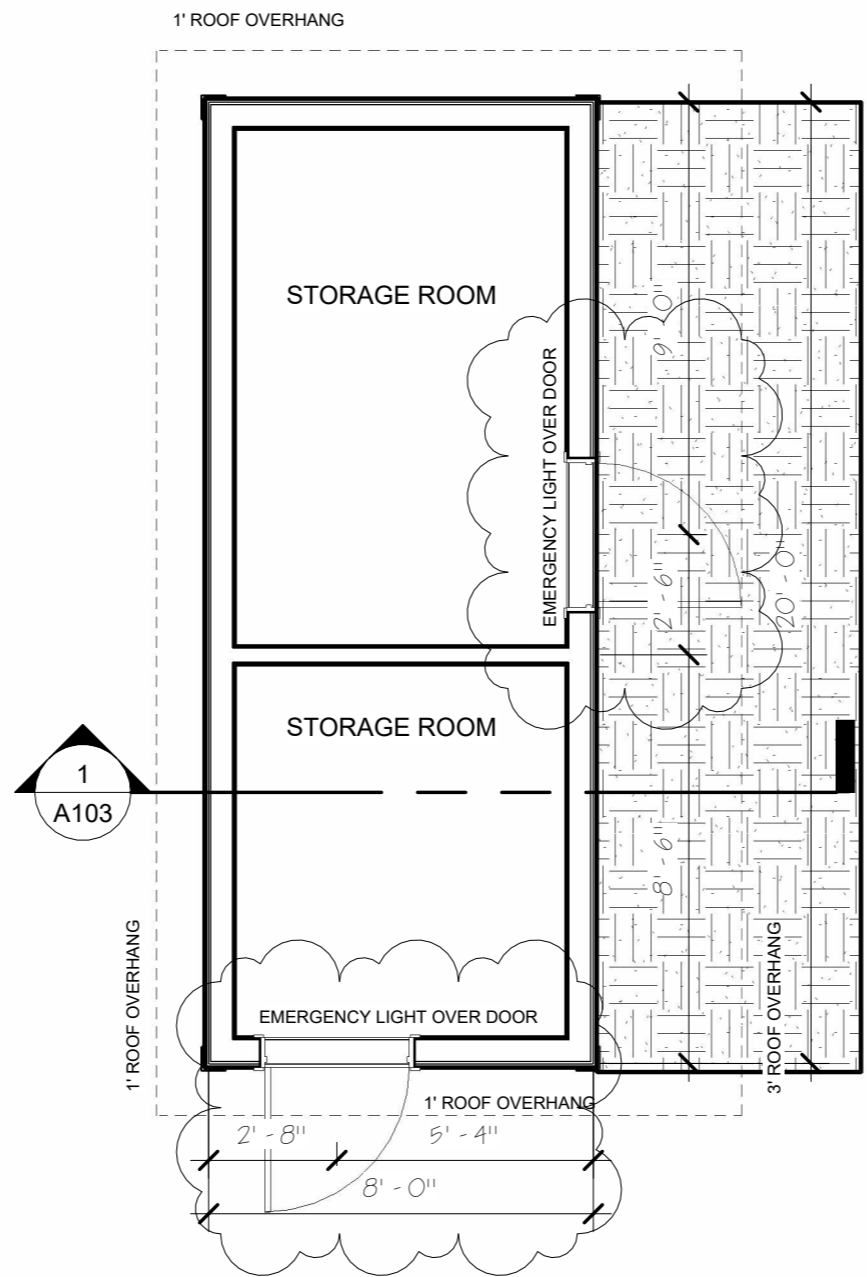 1' ROOF OVERHANG
STORAGE ROOM
9' - 0"
EMERGENCY LIGHT OVER DOOR
2' - 6"
20' - 0"
STORAGE ROOM
1
A103
8' - 6"
1' ROOF OVERHANG
3' ROOF OVERHANG
EMERGENCY LIGHT OVER DOOR
1' ROOF OVERHANG
2' - 8" 5' - 4"
8' - 0"